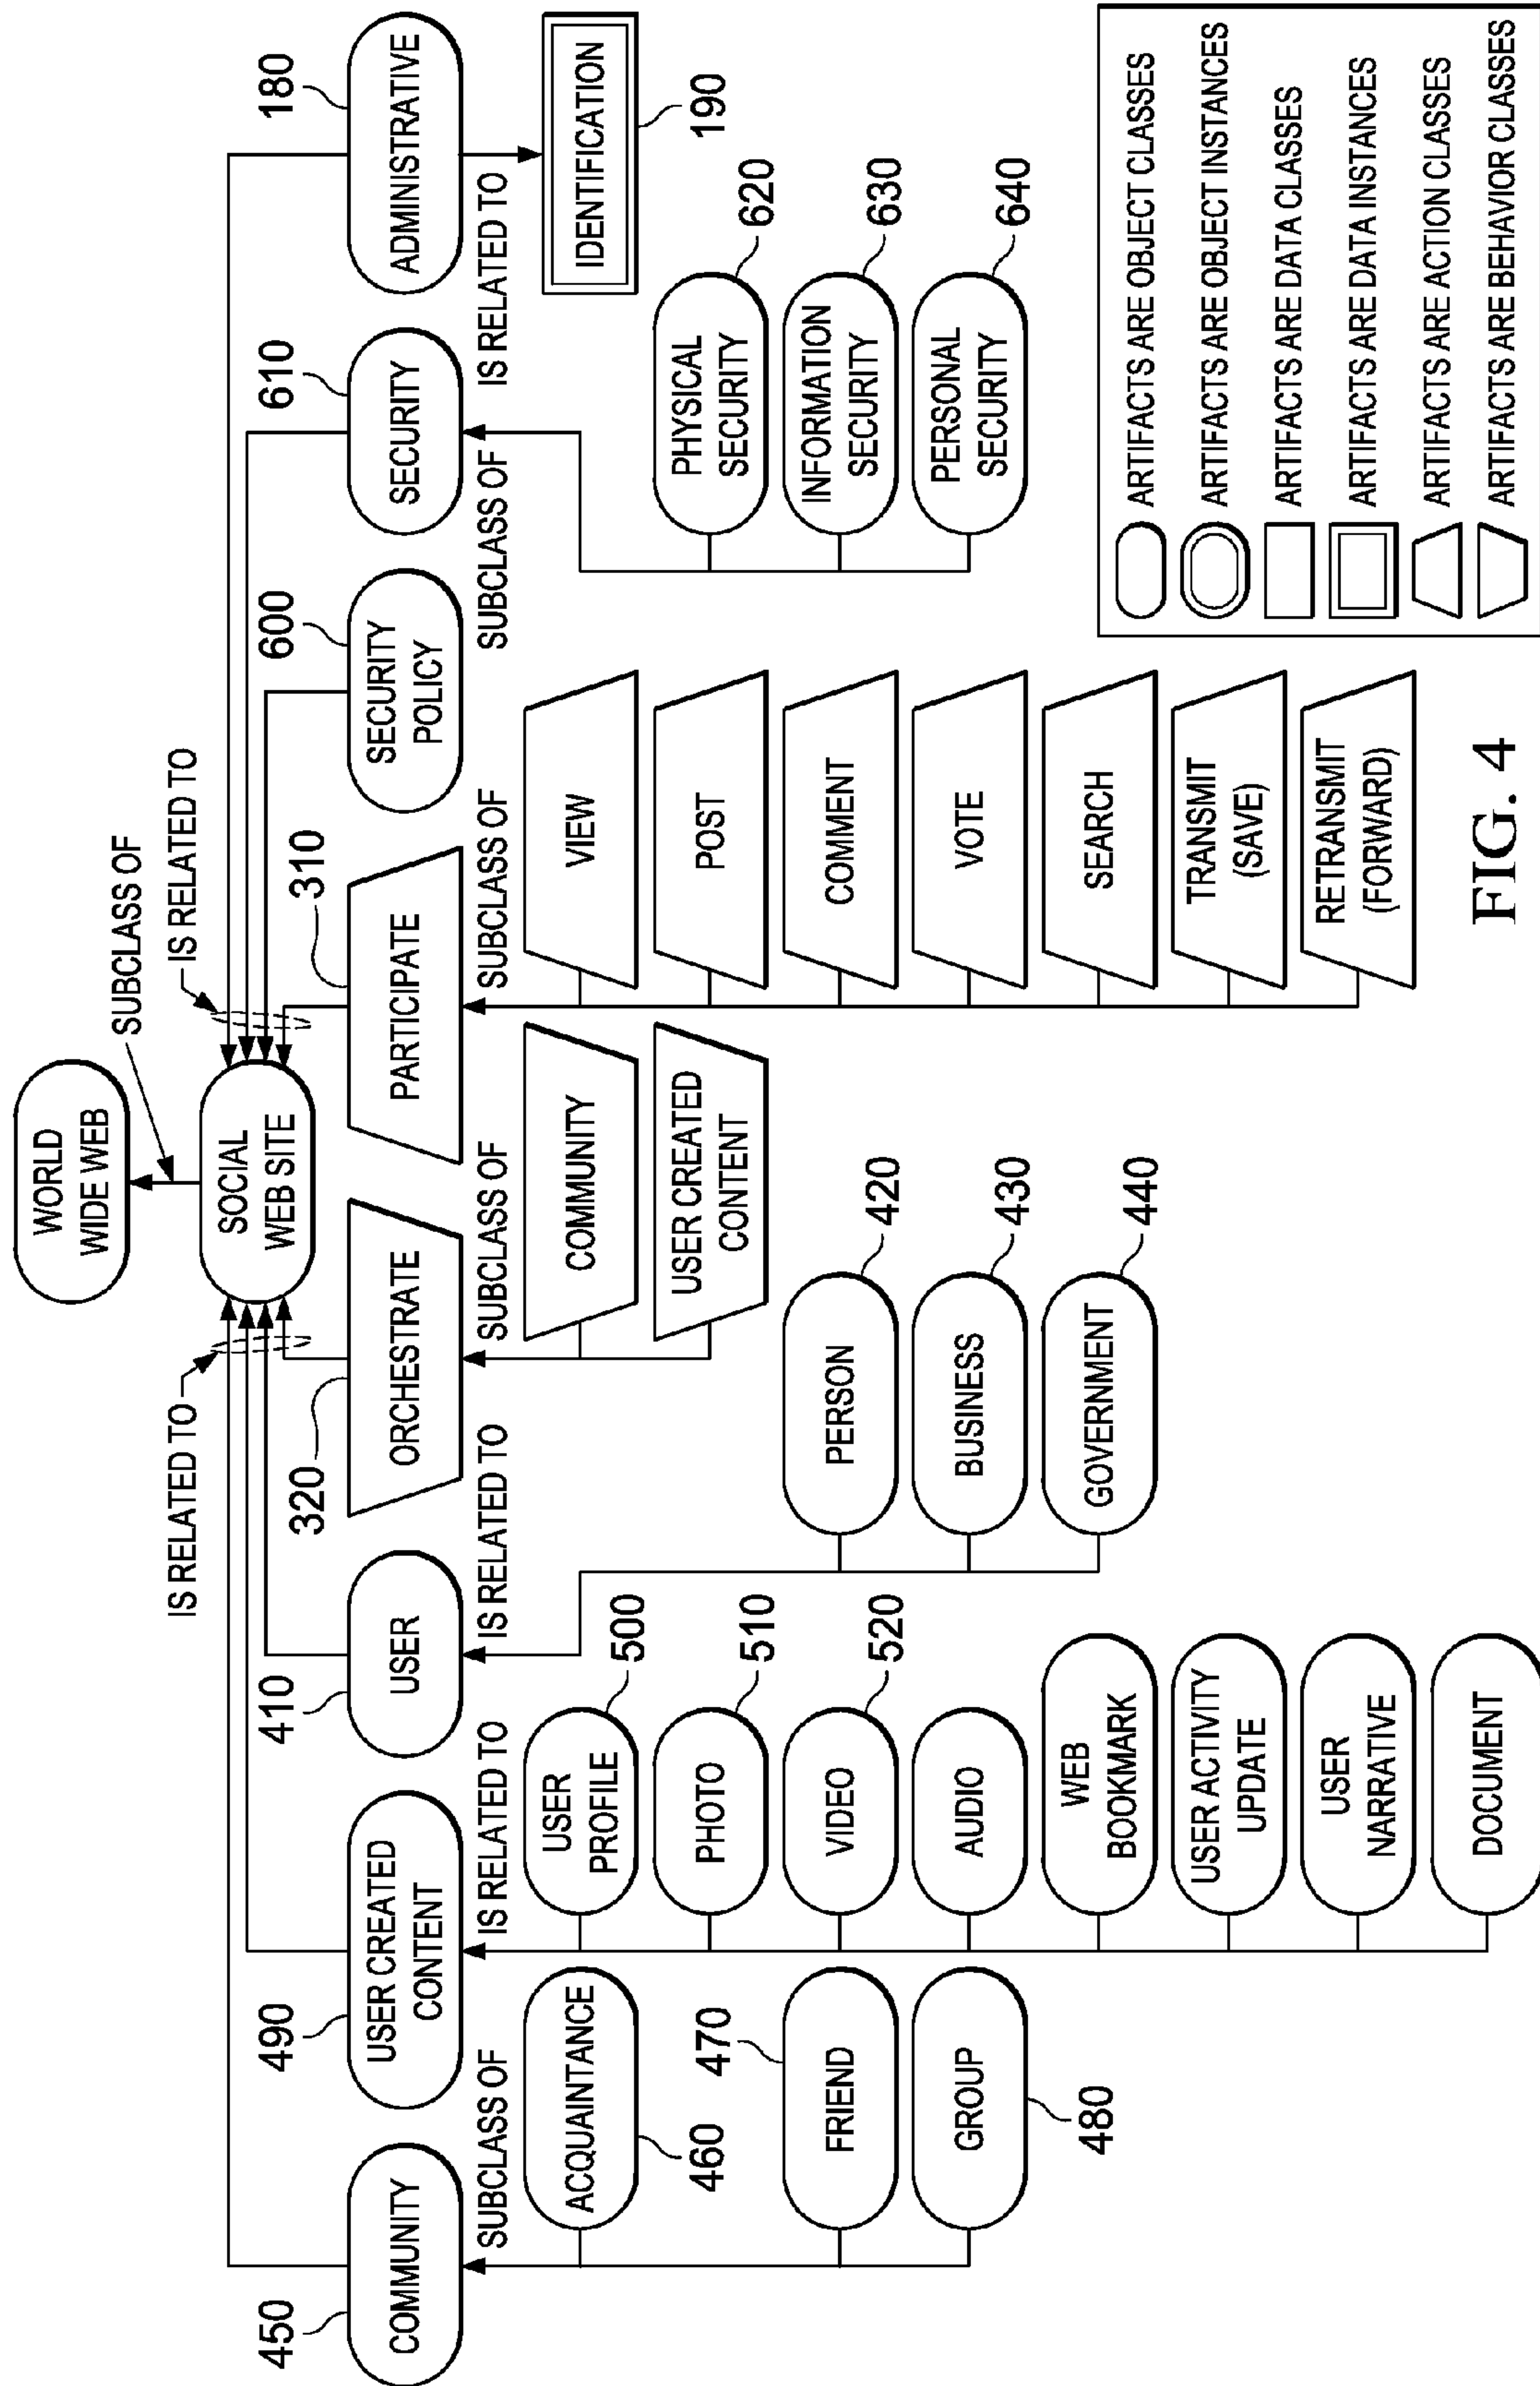 WORLD
WIDE WEB
SUBCLASS OF
IS RELATED TO
IS RELATED TO
SOCIAL
WEB SITE
450
COMMUNITY
490
USER CREATED
CONTENT
410
USER
320
ORCHESTRATE
310
PARTICIPATE
600
SECURITY
POLICY
610
SECURITY
180
ADMINISTRATIVE
SUBCLASS OF
IS RELATED TO
IS RELATED TO
SUBCLASS OF
SUBCLASS OF
SUBCLASS OF
IS RELATED TO
ACQUAINTANCE
460
FRIEND
470
GROUP
480
USER
PROFILE
500
PHOTO
510
VIDEO
520
AUDIO
WEB
BOOKMARK
USER ACTIVITY
UPDATE
USER
NARRATIVE
DOCUMENT
PERSON
420
BUSINESS
430
GOVERNMENT
440
COMMUNITY
USER CREATED
CONTENT
VIEW
POST
COMMENT
VOTE
SEARCH
TRANSMIT
(SAVE)
RETRANSMIT
(FORWARD)
PHYSICAL
SECURITY
620
INFORMATION
SECURITY
630
PERSONAL
SECURITY
640
IDENTIFICATION
190
ARTIFACTS ARE OBJECT CLASSES
ARTIFACTS ARE OBJECT INSTANCES
ARTIFACTS ARE DATA CLASSES
ARTIFACTS ARE DATA INSTANCES
ARTIFACTS ARE ACTION CLASSES
ARTIFACTS ARE BEHAVIOR CLASSES
FIG. 4